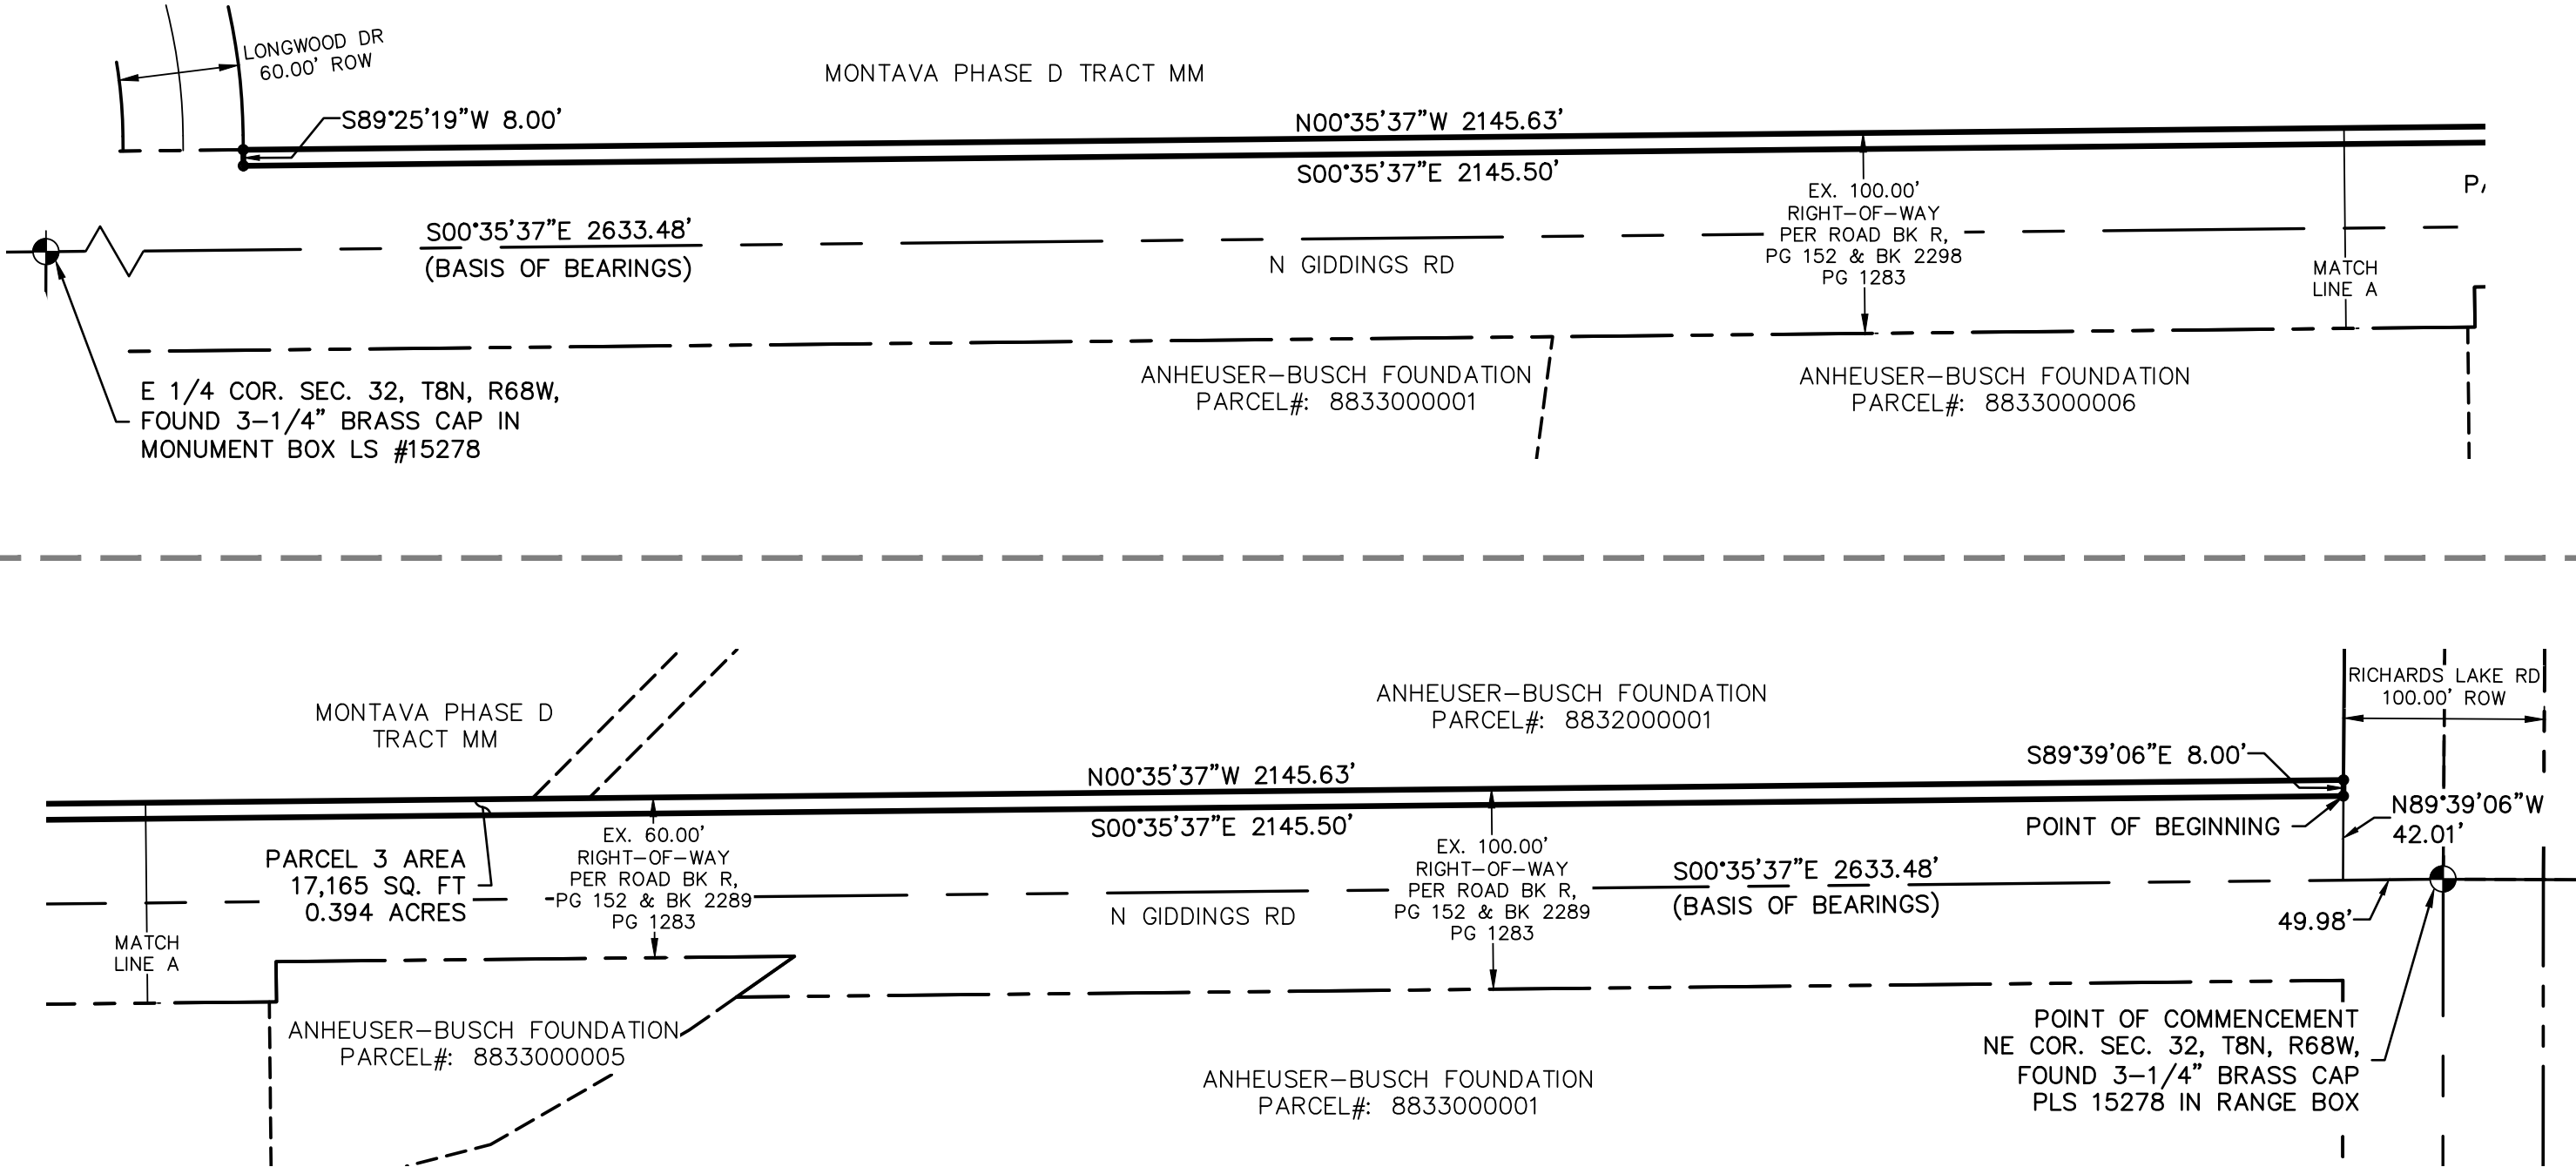 LONGWOOD DR
60.00' ROW
MONTAVA PHASE D TRACT MM
S89°25'19"W 8.00'
N00°35'37"W 2145.63'
S00°35'37"E 2145.50'
S00°35'37"E 2633.48'
(BASIS OF BEARINGS)
N GIDDINGS RD
EX. 100.00'
RIGHT-OF-WAY
PER ROAD BK R,
PG 152 & BK 2298
PG 1283
MATCH
LINE A
E 1/4 COR. SEC. 32, T8N, R68W,
FOUND 3-1/4" BRASS CAP IN
MONUMENT BOX LS #15278
ANHEUSER-BUSCH FOUNDATION
PARCEL#: 8833000001
ANHEUSER-BUSCH FOUNDATION
PARCEL#: 8833000006
MONTAVA PHASE D
TRACT MM
ANHEUSER-BUSCH FOUNDATION
PARCEL#: 8832000001
RICHARDS LAKE RD
100.00' ROW
S89°39'06"E 8.00'
N00°35'37"W 2145.63'
S00°35'37"E 2145.50'
N89°39'06"W
42.01'
POINT OF BEGINNING
PARCEL 3 AREA
17,165 SQ. FT
0.394 ACRES
EX. 60.00'
RIGHT-OF-WAY
PER ROAD BK R,
PG 152 & BK 2289
PG 1283
EX. 100.00'
RIGHT-OF-WAY
PER ROAD BK R,
PG 152 & BK 2289
PG 1283
S00°35'37"E 2633.48'
(BASIS OF BEARINGS)
N GIDDINGS RD
49.98'
MATCH
LINE A
ANHEUSER-BUSCH FOUNDATION
PARCEL#: 8833000005
ANHEUSER-BUSCH FOUNDATION
PARCEL#: 8833000001
POINT OF COMMENCEMENT
NE COR. SEC. 32, T8N, R68W,
FOUND 3-1/4" BRASS CAP
PLS 15278 IN RANGE BOX